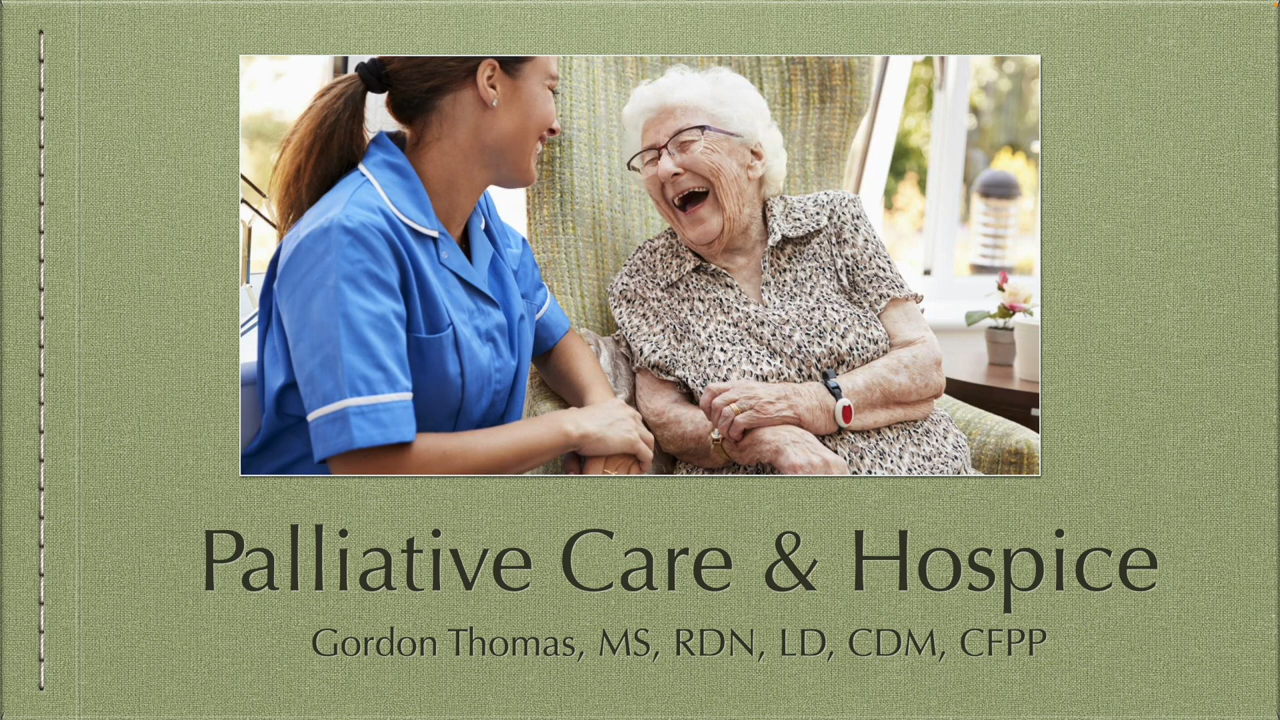 Palliative Care & Hospice
Gordon Thomas, MS, RDN, LD, CDM, CFPP